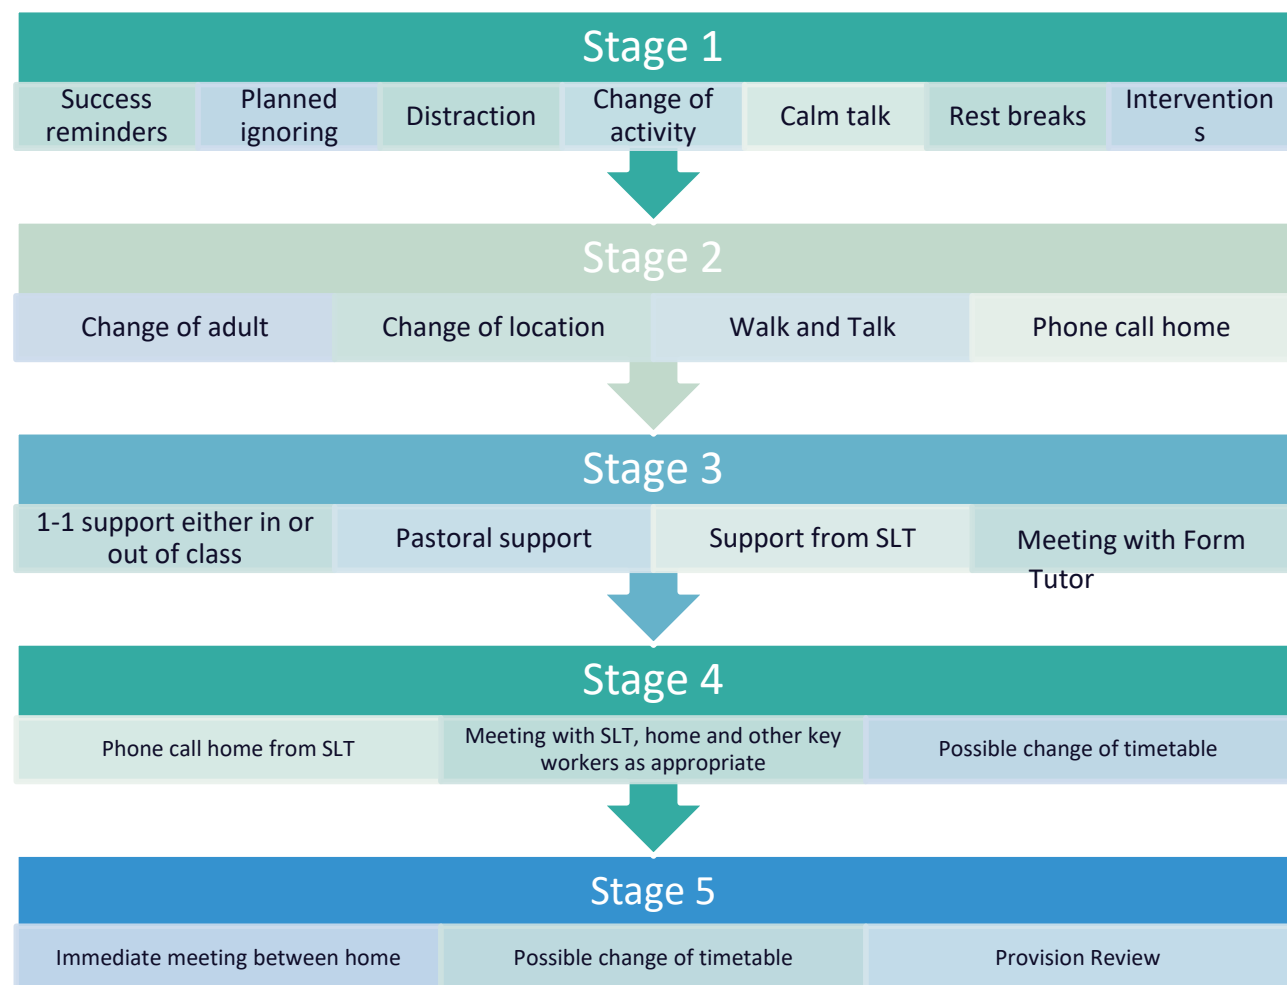 Stage 1
Success
reminders
Planned
ignoring
Distraction
Change of
activity
Calm talk
Rest breaks
Intervention
s
Stage 2
Change of adult
Change of location
Walk and Talk
Phone call home
Stage 3
1-1 support either in or
out of class
Pastoral support
Support from SLT
Meeting with Form
Tutor
Stage 4
Phone call home from SLT
Meeting with SLT, home and other key
workers as appropriate
Possible change of timetable
Stage 5
Immediate meeting between home
Possible change of timetable
Provision Review